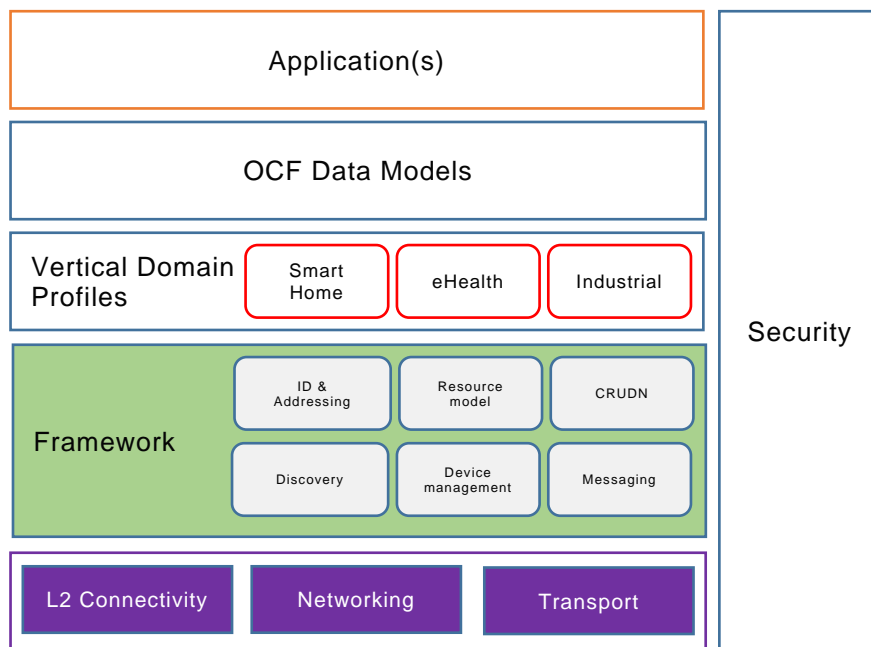 Application(s)
OCF Data Models
Vertical Domain
Profiles
Smart
Home
eHealth
Industrial
Framework
ID &
Addressing
Resource
model
CRUDN
Discovery
Device
management
Messaging
L2 Connectivity
Networking
Transport
Security